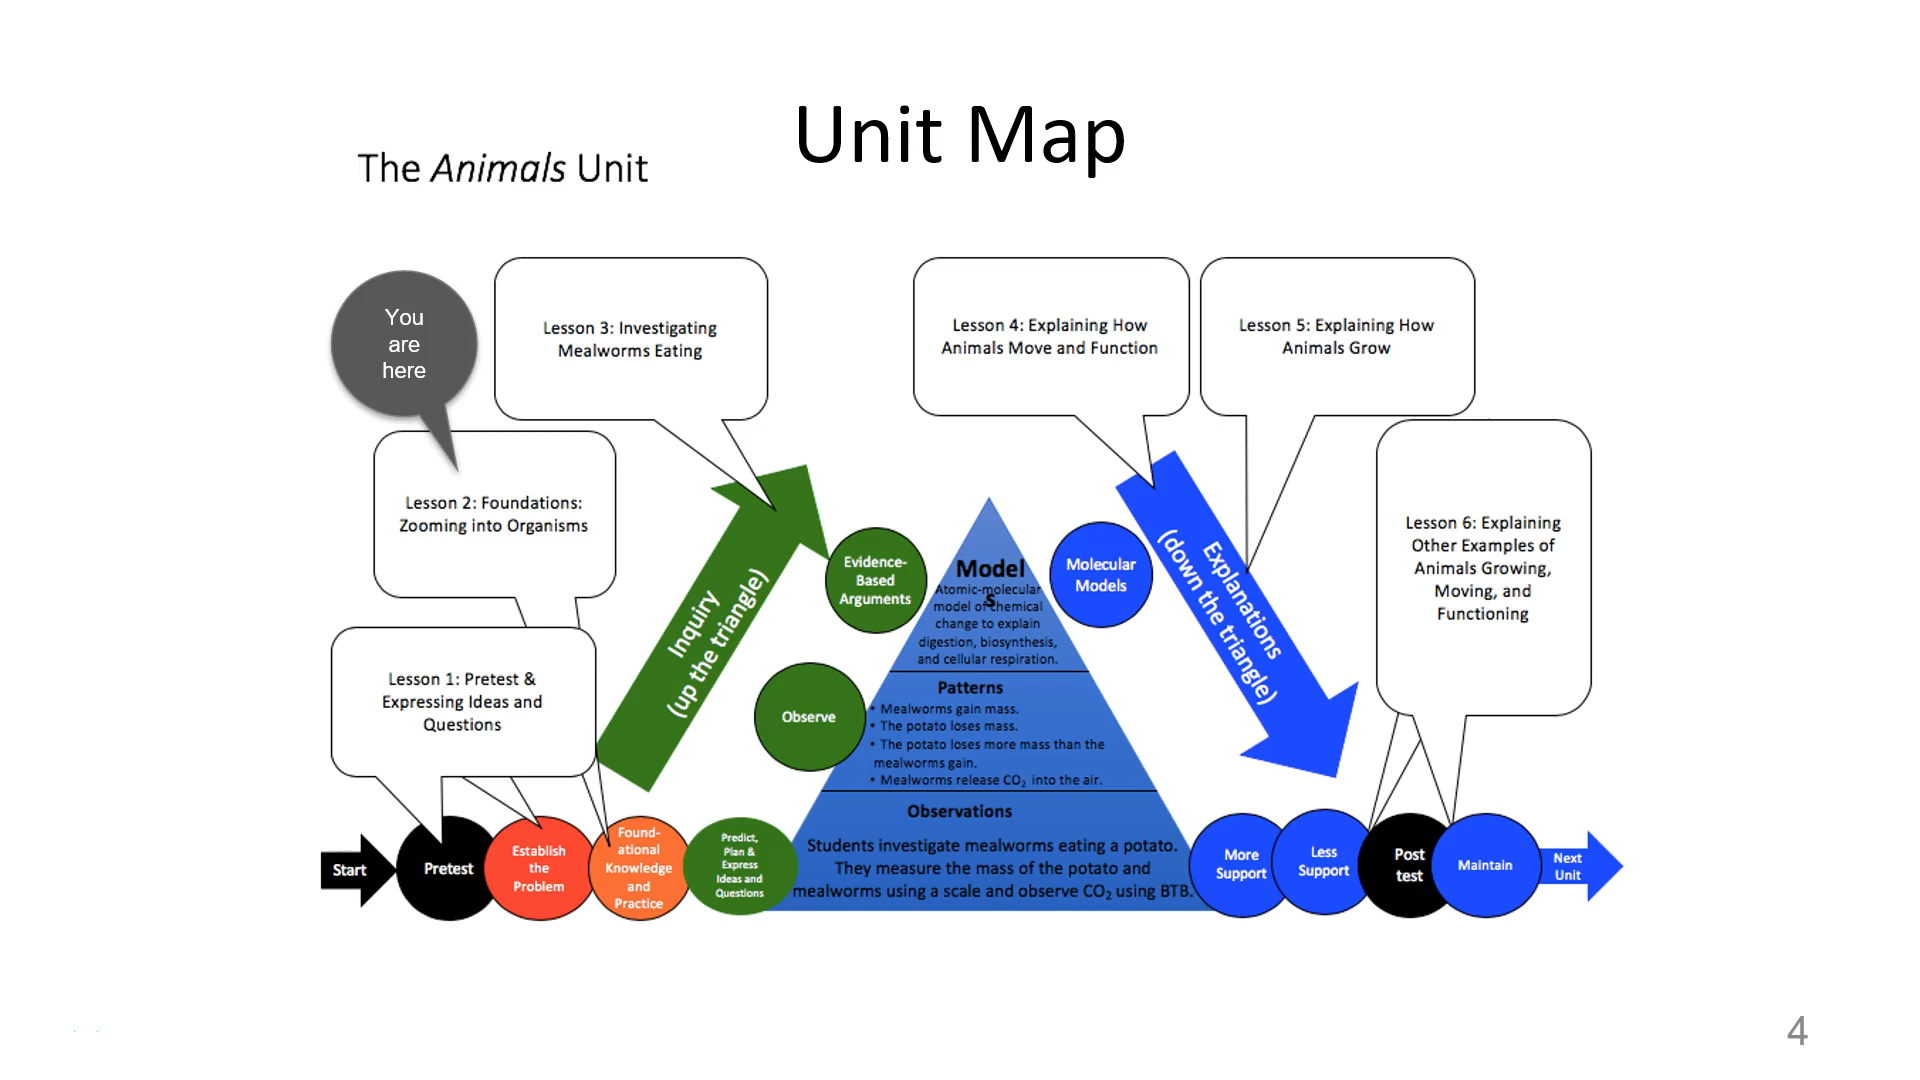 Unit Map
The Animals Unit
You
are
here
Lesson 3: Investigating
Mealworms Eating
Lesson 4: Explaining How
Animals Move and Function
Lesson 5: Explaining How
Animals Grow
Lesson 2: Foundations:
Zooming into Organisms
Lesson 6: Explaining
Other Examples of
Animals Growing,
Moving, and
Functioning
Lesson 1: Pretest &
Expressing Ideas and
Questions
Inquiry
(up the triangle)
Evidence-
Based
Arguments
Observe
Model
s
Atomic-molecular
model of chemical
change to explain
digestion, biosynthesis,
and cellular respiration.
Patterns
• Mealworms gain mass.
• The potato loses mass.
• The potato loses more mass than the
mealworms gain.
• Mealworms release CO₂ into the air.
Observations
Students investigate mealworms eating a potato.
They measure the mass of the potato and
mealworms using a scale and observe CO₂ using BTB.
Molecular
Models
Explanations
(down the triangle)
Start
Pretest
Establish
the
Problem
Found-
ational
Knowledge
and
Practice
Predict,
Plan &
Express
Ideas and
Questions
More
Support
Less
Support
Post
test
Maintain
Next
Unit
4